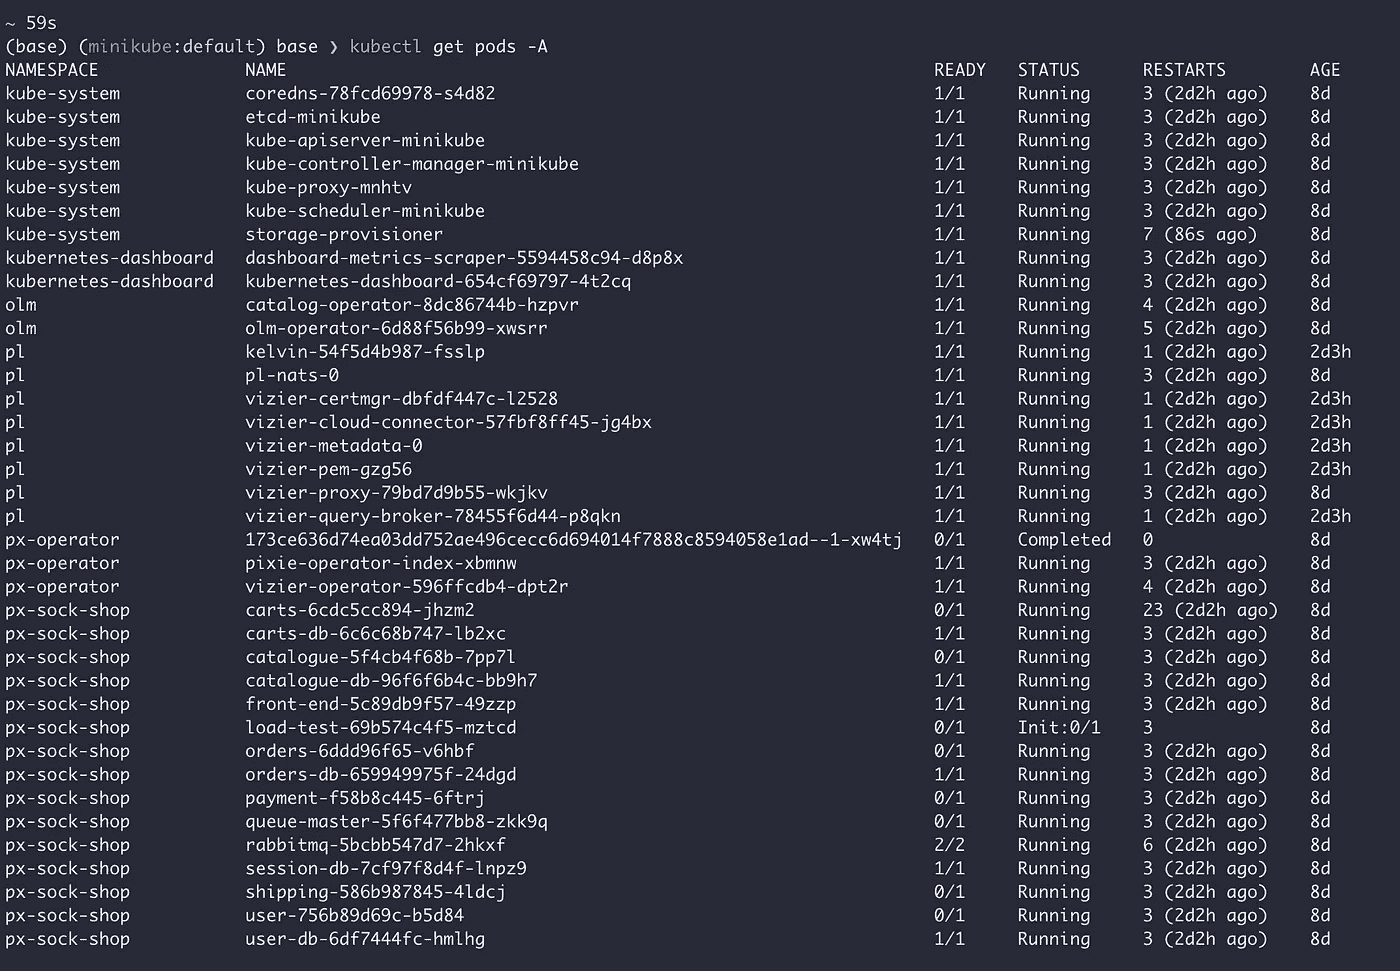 ~ 59s
(base) (minikube:default) base ❯ kubectl get pods -A
NAMESPACE NAME READY STATUS RESTARTS AGE
kube-system coredns-78fcd69978-s4d82 1/1 Running 3 (2d2h ago) 8d
kube-system etcd-minikube 1/1 Running 3 (2d2h ago) 8d
kube-system kube-apiserver-minikube 1/1 Running 3 (2d2h ago) 8d
kube-system kube-controller-manager-minikube 1/1 Running 3 (2d2h ago) 8d
kube-system kube-proxy-mnhtv 1/1 Running 3 (2d2h ago) 8d
kube-system kube-scheduler-minikube 1/1 Running 3 (2d2h ago) 8d
kube-system storage-provisioner 1/1 Running 7 (86s ago) 8d
kubernetes-dashboard dashboard-metrics-scraper-5594458c94-d8p8x 1/1 Running 3 (2d2h ago) 8d
kubernetes-dashboard kubernetes-dashboard-654cf69797-4t2cq 1/1 Running 3 (2d2h ago) 8d
olm catalog-operator-8dc86744b-hzpvr 1/1 Running 4 (2d2h ago) 8d
olm olm-operator-6d88f56b99-xwsrr 1/1 Running 5 (2d2h ago) 8d
pl kelvin-54f5d4b987-fsslp 1/1 Running 1 (2d2h ago) 2d3h
pl pl-nats-0 1/1 Running 3 (2d2h ago) 8d
pl vizier-certmgr-dbfdf447c-l2528 1/1 Running 1 (2d2h ago) 2d3h
pl vizier-cloud-connector-57fbf8ff45-jg4bx 1/1 Running 1 (2d2h ago) 2d3h
pl vizier-metadata-0 1/1 Running 1 (2d2h ago) 2d3h
pl vizier-pem-gzg56 1/1 Running 1 (2d2h ago) 2d3h
pl vizier-proxy-79bd7d9b55-wkjkv 1/1 Running 3 (2d2h ago) 8d
pl vizier-query-broker-78455f6d44-p8qkn 1/1 Running 1 (2d2h ago) 2d3h
px-operator 173ce636d74ea03dd752ae496cecc6d694014f7888c8594058e1ad--1-xw4tj 0/1 Completed 0 8d
px-operator pixie-operator-index-xbmnw 1/1 Running 3 (2d2h ago) 8d
px-operator vizier-operator-596ffcdb4-dpt2r 1/1 Running 4 (2d2h ago) 8d
px-sock-shop carts-6cdc5cc894-jhzm2 0/1 Running 23 (2d2h ago) 8d
px-sock-shop carts-db-6c6c68b747-lb2xc 1/1 Running 3 (2d2h ago) 8d
px-sock-shop catalogue-5f4cb4f68b-7pp7l 0/1 Running 3 (2d2h ago) 8d
px-sock-shop catalogue-db-96f6f6b4c-bb9h7 1/1 Running 3 (2d2h ago) 8d
px-sock-shop front-end-5c89db9f57-49zzp 1/1 Running 3 (2d2h ago) 8d
px-sock-shop load-test-69b574c4f5-mztcd 0/1 Init:0/1 3 8d
px-sock-shop orders-6ddd96f65-v6hbf 0/1 Running 3 (2d2h ago) 8d
px-sock-shop orders-db-659949975f-24dgd 1/1 Running 3 (2d2h ago) 8d
px-sock-shop payment-f58b8c445-6ftrj 0/1 Running 3 (2d2h ago) 8d
px-sock-shop queue-master-5f6f477bb8-zkk9q 0/1 Running 3 (2d2h ago) 8d
px-sock-shop rabbitmq-5bcbb547d7-2hkxf 2/2 Running 6 (2d2h ago) 8d
px-sock-shop session-db-7cf97f8d4f-lnpz9 1/1 Running 3 (2d2h ago) 8d
px-sock-shop shipping-586b987845-4ldcj 0/1 Running 3 (2d2h ago) 8d
px-sock-shop user-756b89d69c-b5d84 0/1 Running 3 (2d2h ago) 8d
px-sock-shop user-db-6df7444fc-hmlhg 1/1 Running 3 (2d2h ago) 8d